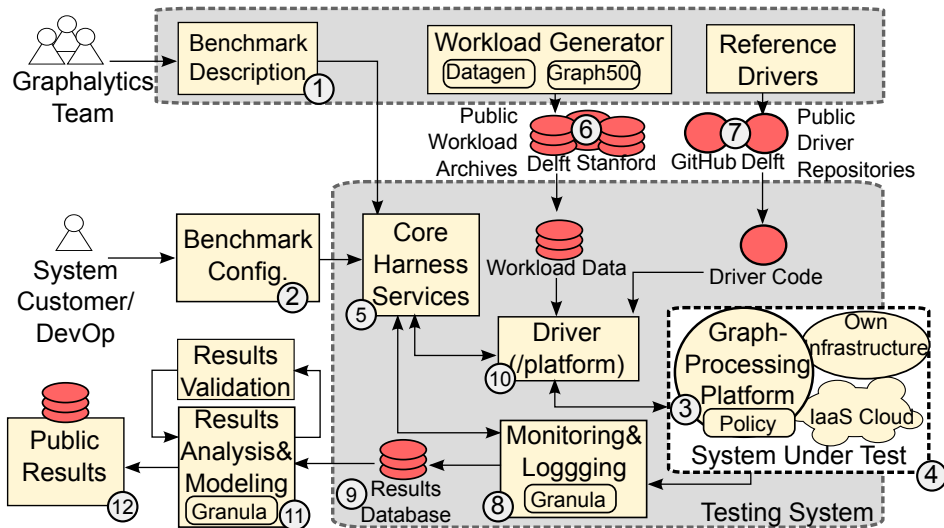 Graphalytics
Team
Benchmark
Description
1
Workload Generator
Datagen
Graph500
Reference
Drivers
Public
Workload
Archives
6
Delft Stanford
7
GitHub Delft
Public
Driver
Repositories
System
Customer/
DevOp
Benchmark
Config.
2
Core
Harness
Services
5
Workload Data
Driver Code
Driver
(/platform)
10
Graph-
Processing
Platform
3
Policy
Own
Infrastructure
IaaS Cloud
System Under Test
4
Results
Validation
Public
Results
12
Results
Analysis&
Modeling
Granula
11
9
Results
Database
Monitoring&
Logggging
8
Granula
Testing System